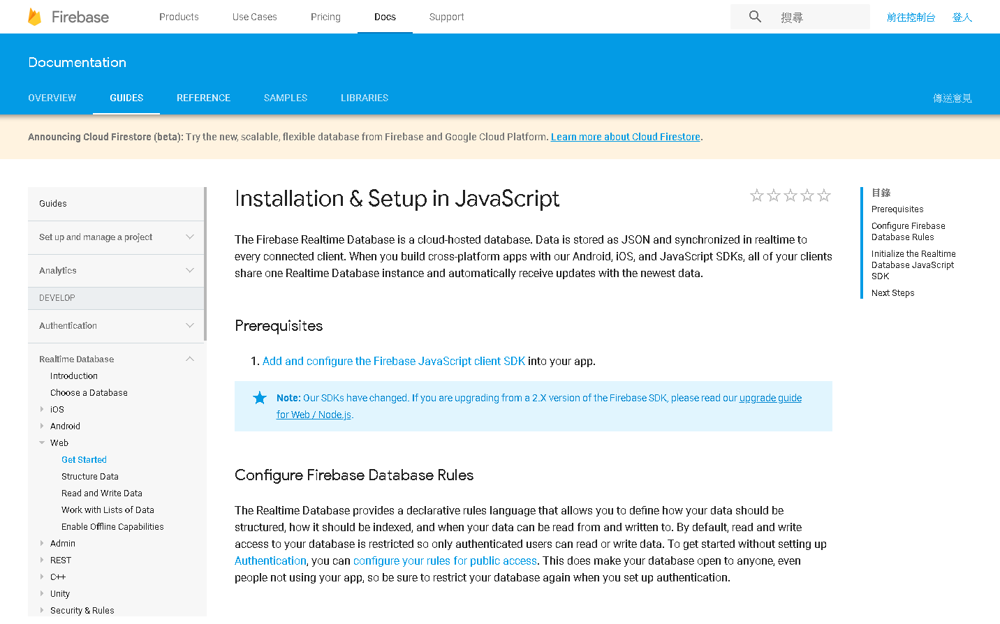 Firebase
Products
Use Cases
Pricing
Docs
Support
搜尋
前往控制台
登入
Documentation
OVERVIEW
GUIDES
REFERENCE
SAMPLES
LIBRARIES
傳送意見
Announcing Cloud Firestore (beta): Try the new, scalable, flexible database from Firebase and Google Cloud Platform. Learn more about Cloud Firestore.
Guides
Set up and manage a project
Analytics
DEVELOP
Authentication
Realtime Database
Introduction
Choose a Database
iOS
Android
Web
Get Started
Structure Data
Read and Write Data
Work with Lists of Data
Enable Offline Capabilities
Admin
REST
C++
Unity
Security & Rules
Installation & Setup in JavaScript
The Firebase Realtime Database is a cloud-hosted database. Data is stored as JSON and synchronized in realtime to
every connected client. When you build cross-platform apps with our Android, iOS, and JavaScript SDKs, all of your clients
share one Realtime Database instance and automatically receive updates with the newest data.
Prerequisites
1. Add and configure the Firebase JavaScript client SDK into your app.
Note: Our SDKs have changed. If you are upgrading from a 2.X version of the Firebase SDK, please read our upgrade guide
for Web / Node.js.
Configure Firebase Database Rules
The Realtime Database provides a declarative rules language that allows you to define how your data should be
structured, how it should be indexed, and when your data can be read from and written to. By default, read and write
access to your database is restricted so only authenticated users can read or write data. To get started without setting up
Authentication, you can configure your rules for public access. This does make your database open to anyone, even
people not using your app, so be sure to restrict your database again when you set up authentication.
目錄
Prerequisites
Configure Firebase
Database Rules
Initialize the Realtime
Database JavaScript
SDK
Next Steps